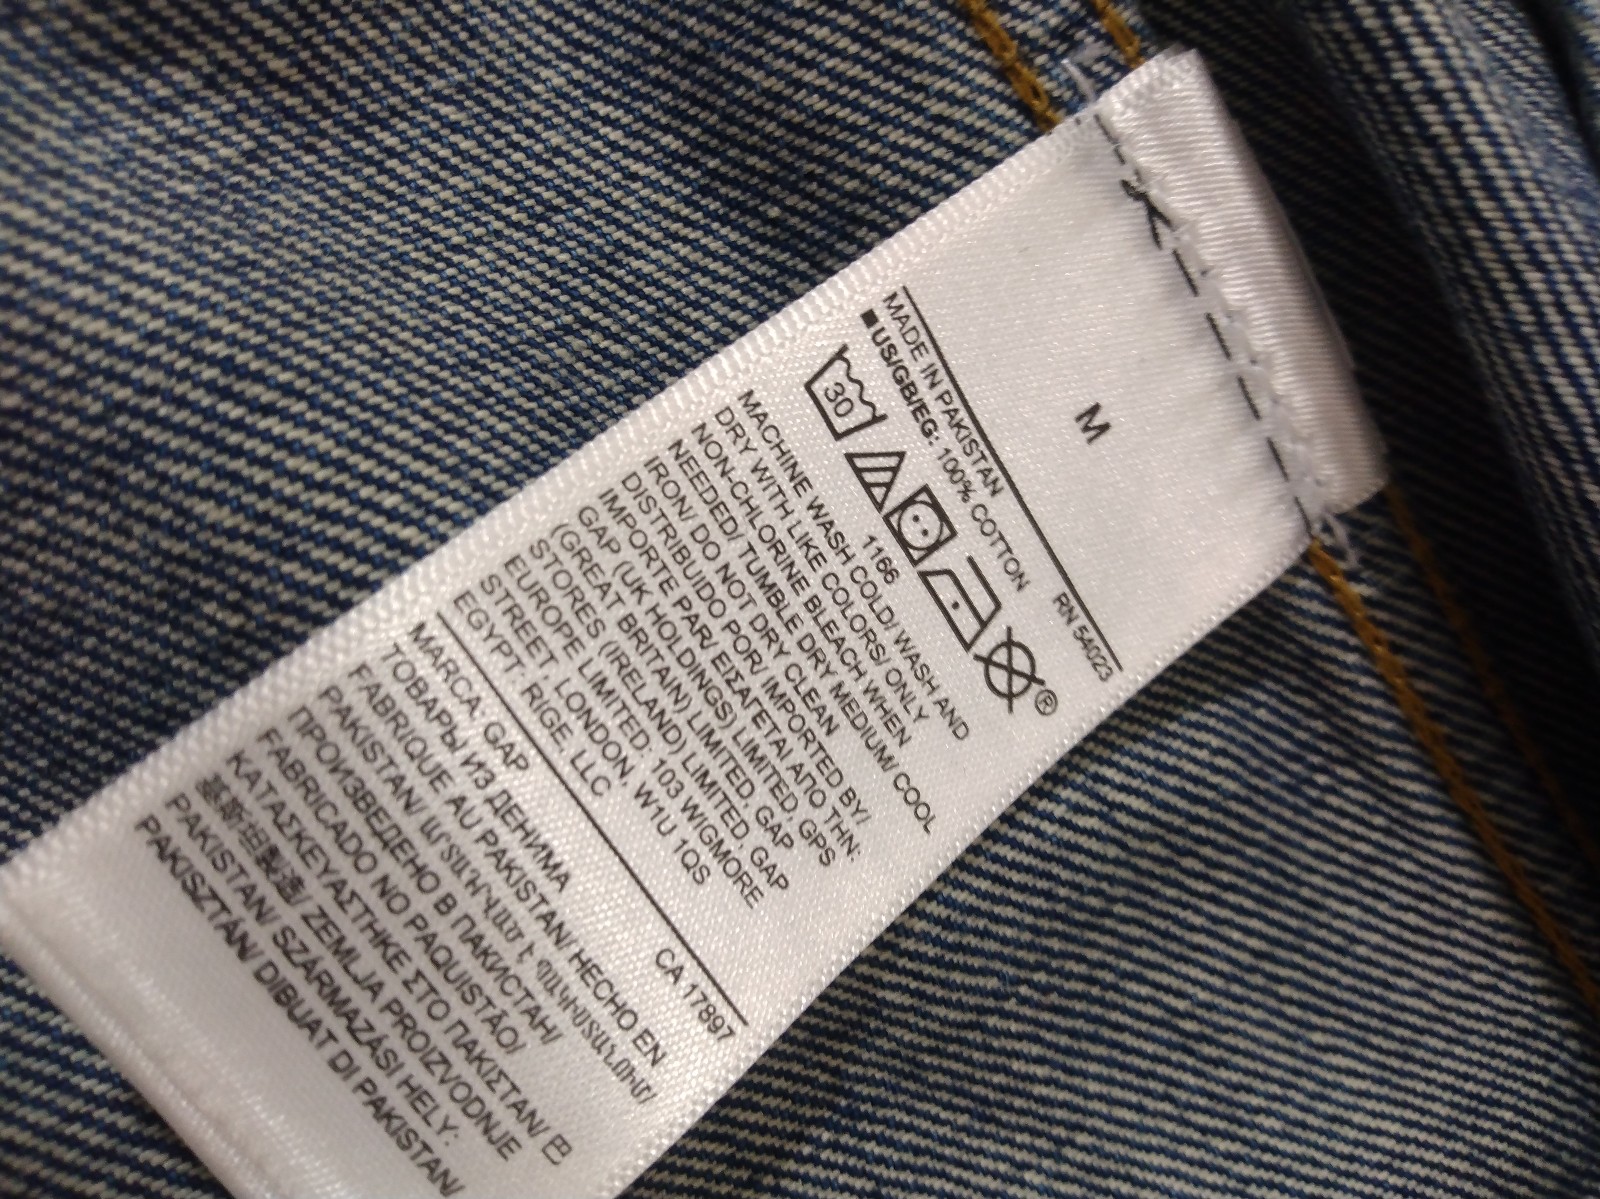 M
MADE IN PAKISTAN RN 54023
■US/GB/EG: 100% COTTON
30 ®
1166
MACHINE WASH COLD/ WASH AND
DRY WITH LIKE COLORS/ ONLY
NON-CHLORINE BLEACH WHEN
NEEDED/ TUMBLE DRY MEDIUM/ COOL
IRON/ DO NOT DRY CLEAN
DISTRIBUIDO POR/ IMPORTED BY/
IMPORTE PAR/ ΕΙΣΑΓΕΤΑΙ ΑΠΟ ΤΗΝ:
GAP (UK HOLDINGS) LIMITED, GPS
(GREAT BRITAIN) LIMITED, GAP
STORES (IRELAND) LIMITED, GAP
EUROPE LIMITED: 103 WIGMORE
STREET, LONDON, W1U 1QS
EGYPT: RIGE, LLC
MARCA: GAP CA 17897
ТОВАРЫ ИЗ ДЕНИМА
FABRIQUE AU PAKISTAN/ HECHO EN
PAKISTAN/ ԱՐՏԱԴՐՎԱԾ Է ՊԱԿԻՍՏԱՆՈՒՄ/
ПРОИЗВЕДЕНО В ПАКИСТАН/
FABRICADO NO PAQUISTÃO/
ΚΑΤΑΣΚΕΥΑΣΤΗΚΕ ΣΤΟ ΠΑΚΙΣΤΑΝ/ 巴
基斯坦製造/ ZEMLJA PROIZVODNJE
PAKISTAN/ SZÁRMAZÁSI HELY:
PAKISZTÁN/ DIBUAT DI PAKISTAN/